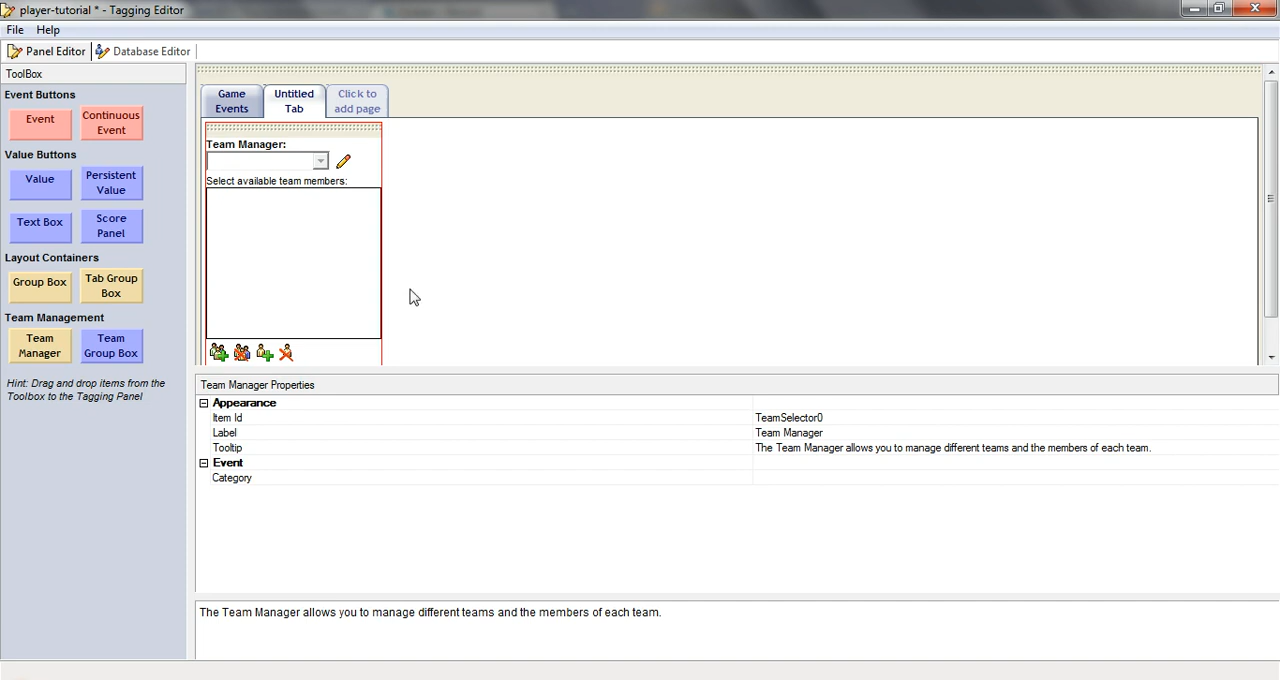 player-tutorial * - Tagging Editor
File Help
Panel Editor Database Editor
ToolBox
Event Buttons
Event
Continuous Event
Value Buttons
Value
Persistent Value
Text Box
Score Panel
Layout Containers
Group Box
Tab Group Box
Team Management
Team Manager
Team Group Box
Hint: Drag and drop items from the
Toolbox to the Tagging Panel
Game Events
Untitled Tab
Click to add page
Team Manager:
Select available team members:
Team Manager Properties
Appearance
Item Id TeamSelector0
Label Team Manager
Tooltip The Team Manager allows you to manage different teams and the members of each team.
Event
Category
The Team Manager allows you to manage different teams and the members of each team.